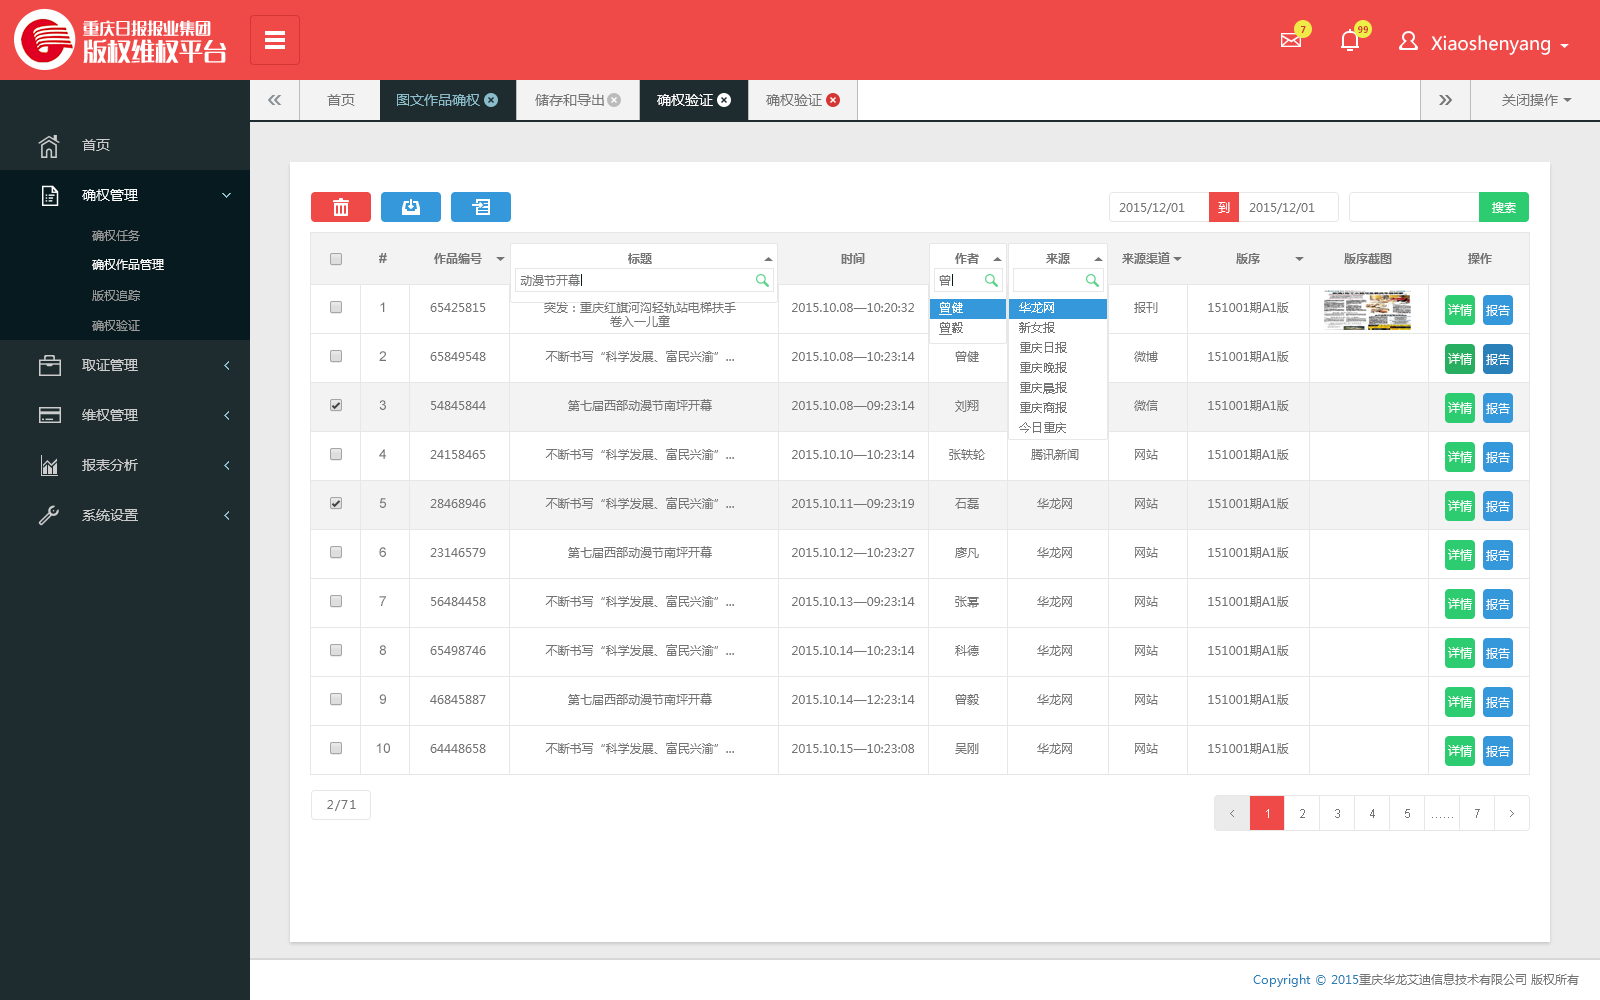 重庆日报报业集团
版权维权平台
7
99
Xiaoshenyang
首页
图文作品确权
储存和导出
确权验证
确权验证
关闭操作
首页
确权管理
确权任务
确权作品管理
版权追踪
确权验证
取证管理
维权管理
报表分析
系统设置
2015/12/01 到 2015/12/01 搜索
# 作品编号 标题 时间 作者 来源 来源渠道 版序 版序截图 操作
动漫节开幕 曾
曾健
曾毅
华龙网
新女报
重庆日报
重庆晚报
重庆晨报
重庆商报
今日重庆
1 65425815 突发：重庆红旗河沟轻轨站电梯扶手
卷入一儿童 2015.10.08—10:20:32 报刊 151001期A1版 详情 报告
2 65849548 不断书写“科学发展、富民兴渝”... 2015.10.08—10:23:14 曾健 微博 151001期A1版 详情 报告
3 54845844 第七届西部动漫节南坪开幕 2015.10.08—09:23:14 刘翔 微信 151001期A1版 详情 报告
4 24158465 不断书写“科学发展、富民兴渝”... 2015.10.10—10:23:14 张轶轮 腾讯新闻 网站 151001期A1版 详情 报告
5 28468946 不断书写“科学发展、富民兴渝”... 2015.10.11—09:23:19 石磊 华龙网 网站 151001期A1版 详情 报告
6 23146579 第七届西部动漫节南坪开幕 2015.10.12—10:23:27 廖凡 华龙网 网站 151001期A1版 详情 报告
7 56484458 不断书写“科学发展、富民兴渝”... 2015.10.13—09:23:14 张幂 华龙网 网站 151001期A1版 详情 报告
8 65498746 不断书写“科学发展、富民兴渝”... 2015.10.14—10:23:14 科德 华龙网 网站 151001期A1版 详情 报告
9 46845887 第七届西部动漫节南坪开幕 2015.10.14—12:23:14 曾毅 华龙网 网站 151001期A1版 详情 报告
10 64448658 不断书写“科学发展、富民兴渝”... 2015.10.15—10:23:08 吴刚 华龙网 网站 151001期A1版 详情 报告
2/71
< 1 2 3 4 5 ...... 7 >
Copyright © 2015重庆华龙艾迪信息技术有限公司 版权所有